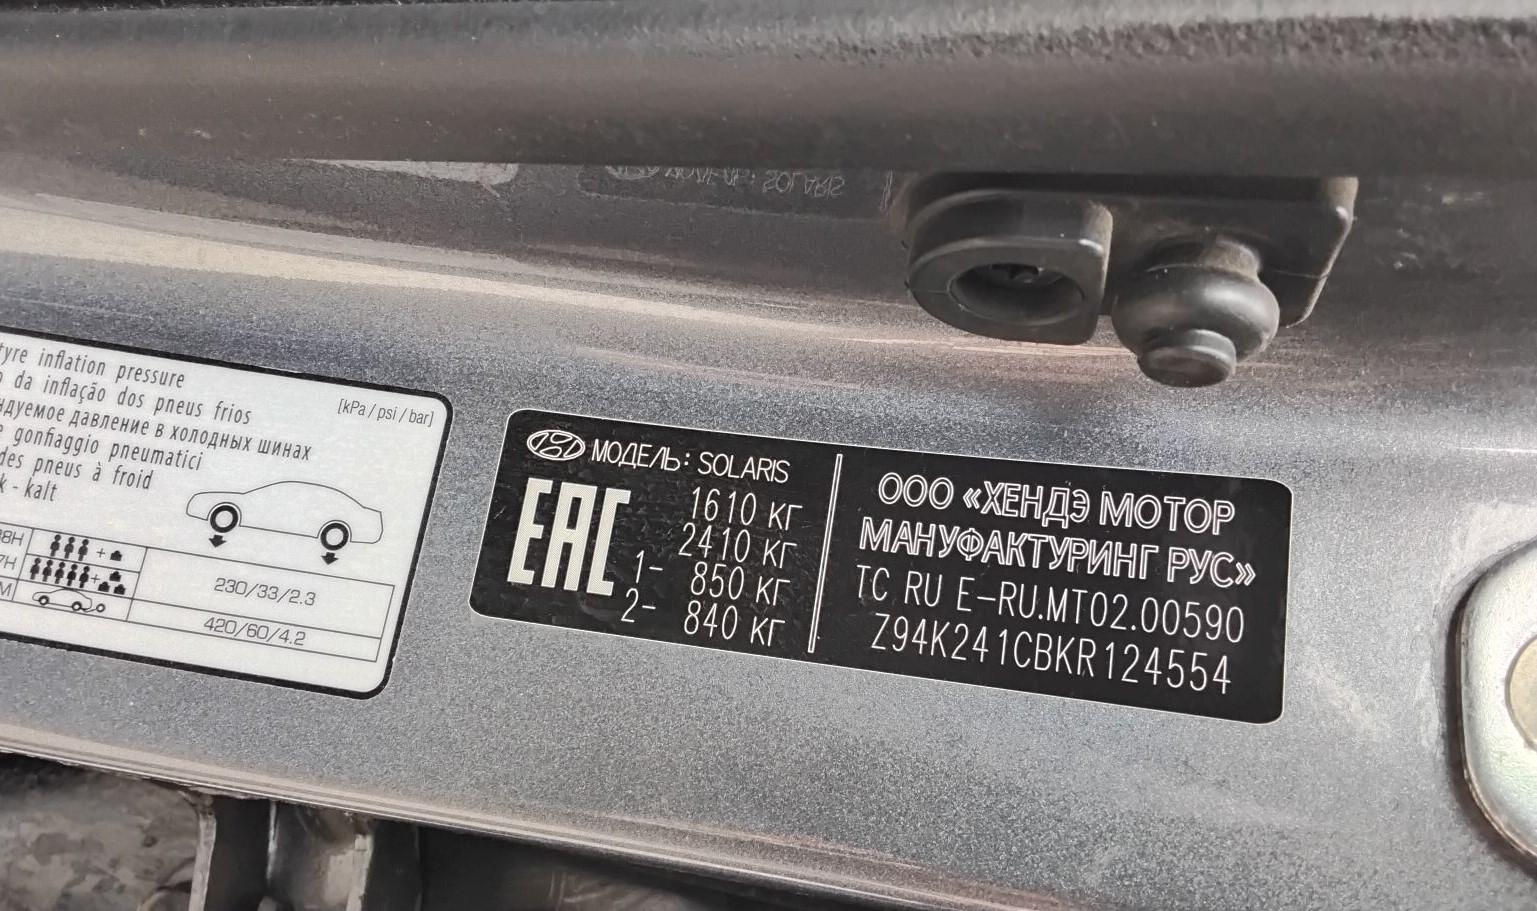 tyre inflation pressure
da inflação dos pneus frios
давление в холодных шинах
gonfiaggio pneumatici
des pneus à froid
- kalt
[kPa / psi / bar]
+
+
230/33/2.3
420/60/4.2
МОДЕЛЬ: SOLARIS
EAC
1610 КГ
2410 КГ
1- 850 КГ
2- 840 КГ
ООО «ХЕНДЭ МОТОР
МАНУФАКТУРИНГ РУС»
ТС RU E-RU.MT02.00590
Z94K241CBKR124554